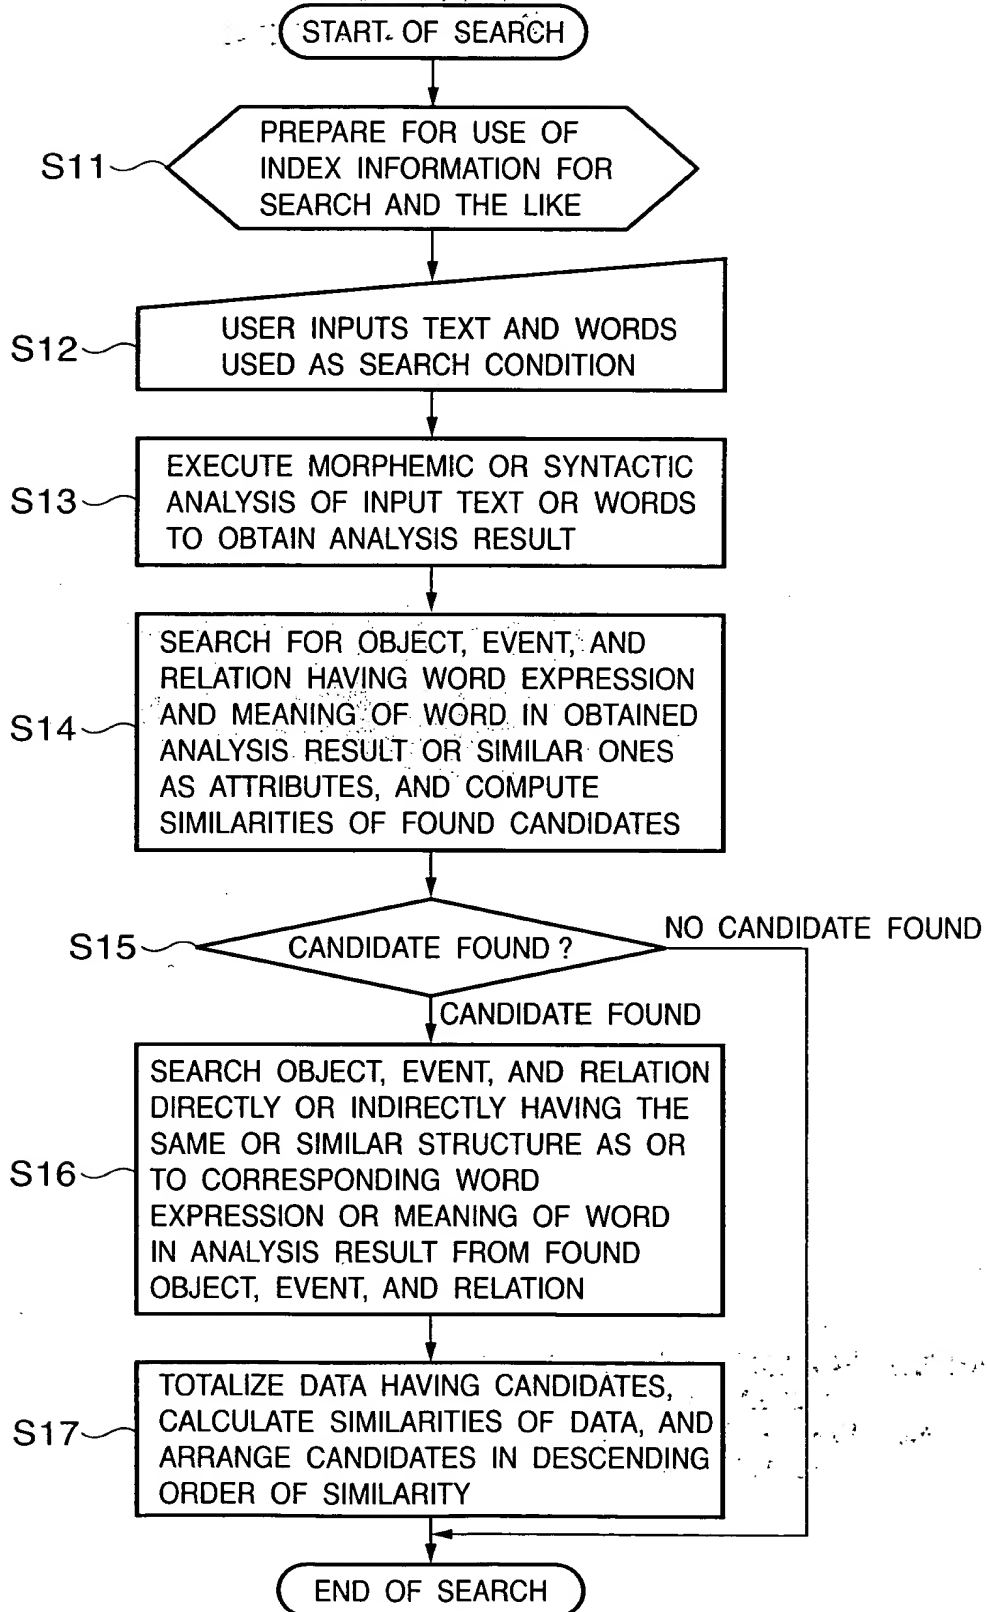 START OF SEARCH
S11
PREPARE FOR USE OF
INDEX INFORMATION FOR
SEARCH AND THE LIKE
S12
USER INPUTS TEXT AND WORDS
USED AS SEARCH CONDITION
S13
EXECUTE MORPHEMIC OR SYNTACTIC
ANALYSIS OF INPUT TEXT OR WORDS
TO OBTAIN ANALYSIS RESULT
S14
SEARCH FOR OBJECT, EVENT, AND
RELATION HAVING WORD EXPRESSION
AND MEANING OF WORD IN OBTAINED
ANALYSIS RESULT OR SIMILAR ONES
AS ATTRIBUTES, AND COMPUTE
SIMILARITIES OF FOUND CANDIDATES
S15
CANDIDATE FOUND ?
NO CANDIDATE FOUND
CANDIDATE FOUND
S16
SEARCH OBJECT, EVENT, AND RELATION
DIRECTLY OR INDIRECTLY HAVING THE
SAME OR SIMILAR STRUCTURE AS OR
TO CORRESPONDING WORD
EXPRESSION OR MEANING OF WORD
IN ANALYSIS RESULT FROM FOUND
OBJECT, EVENT, AND RELATION
S17
TOTALIZE DATA HAVING CANDIDATES,
CALCULATE SIMILARITIES OF DATA, AND
ARRANGE CANDIDATES IN DESCENDING
ORDER OF SIMILARITY
END OF SEARCH